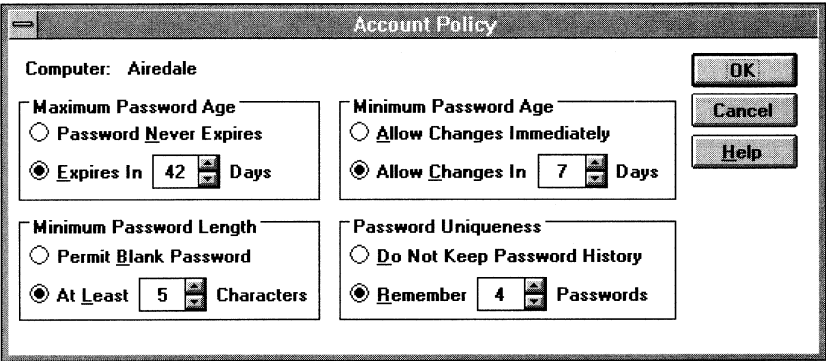 Account Policy
Computer: Airedale
OK
Cancel
Help
Maximum Password Age
Password Never Expires
Expires In 42 Days
Minimum Password Age
Allow Changes Immediately
Allow Changes In 7 Days
Minimum Password Length
Permit Blank Password
At Least 5 Characters
Password Uniqueness
Do Not Keep Password History
Remember 4 Passwords